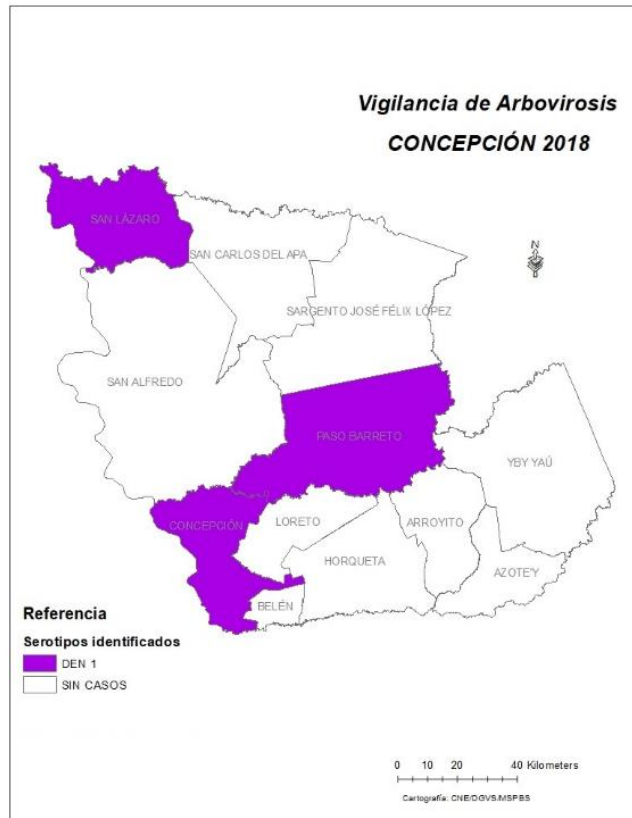 Vigilancia de Arbovirosis
CONCEPCIÓN 2018
SAN LÁZARO
SAN CARLOS DEL APA
N
SARGENTO JOSÉ FÉLIX LÓPEZ
SAN ALFREDO
PASO BARRETO
YBY YAÚ
CONCEPCIÓN
LORETO
ARROYITO
HORQUETA
AZOTE'Y
BELÉN
Referencia
Serotipos identificados
DEN 1
SIN CASOS
0 10 20 40 Kilometers
Cartografía: CNE/DGVS/MSPBS